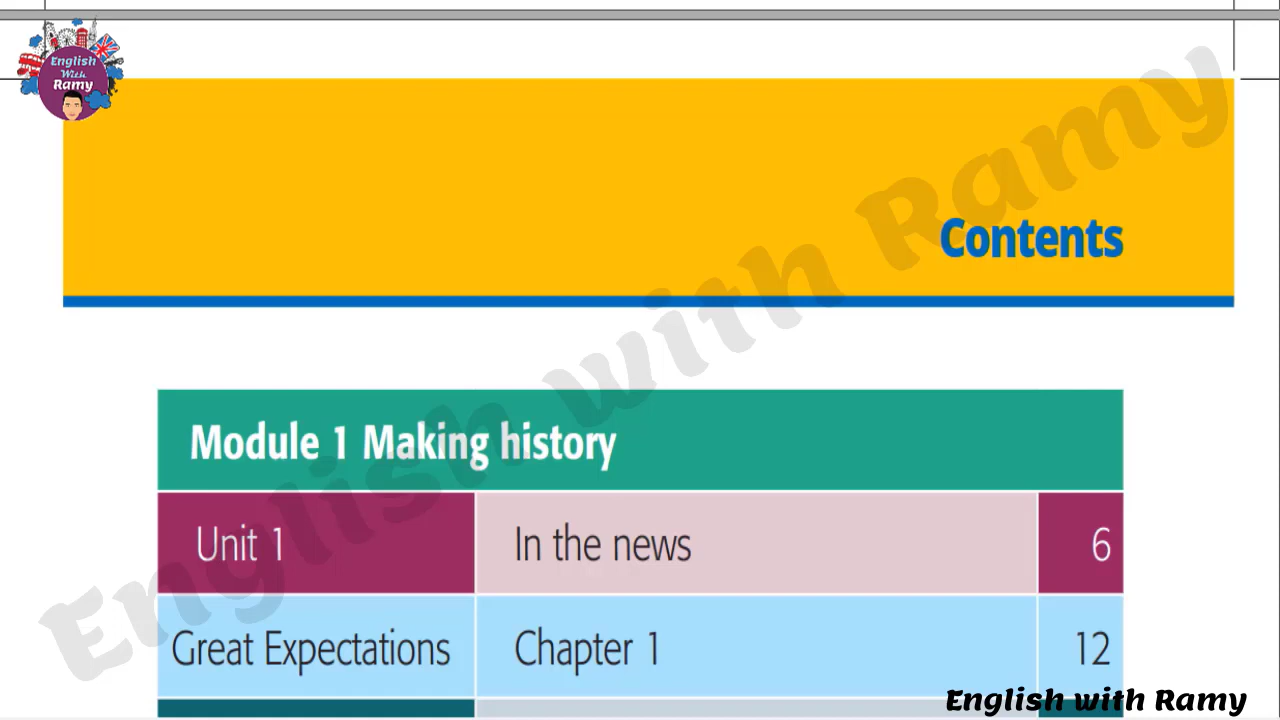 English
With
Ramy
Contents
English with Ramy
Module 1 Making history
Unit 1 In the news 6
Great Expectations Chapter 1 12
English with Ramy